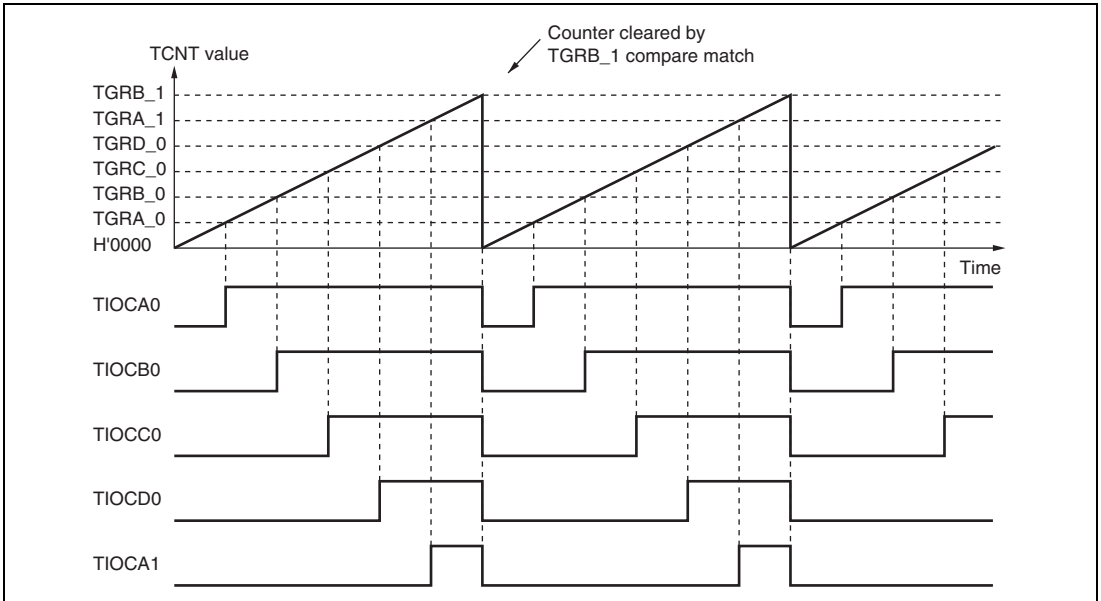 Counter cleared by
TGRB_1 compare match
TCNT value
TGRB_1
TGRA_1
TGRD_0
TGRC_0
TGRB_0
TGRA_0
H'0000
Time
TIOCA0
TIOCB0
TIOCC0
TIOCD0
TIOCA1